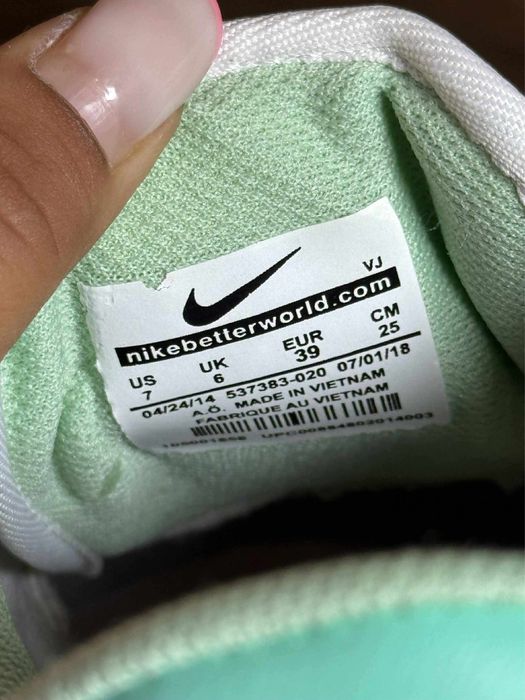 VJ
nikebetterworld.com
US UK EUR CM
7 6 39 25
04/24/14 537383-020 07/01/18
A.Ö. MADE IN VIETNAM
FABRIQUE AU VIETNAM
UPC00884802014003